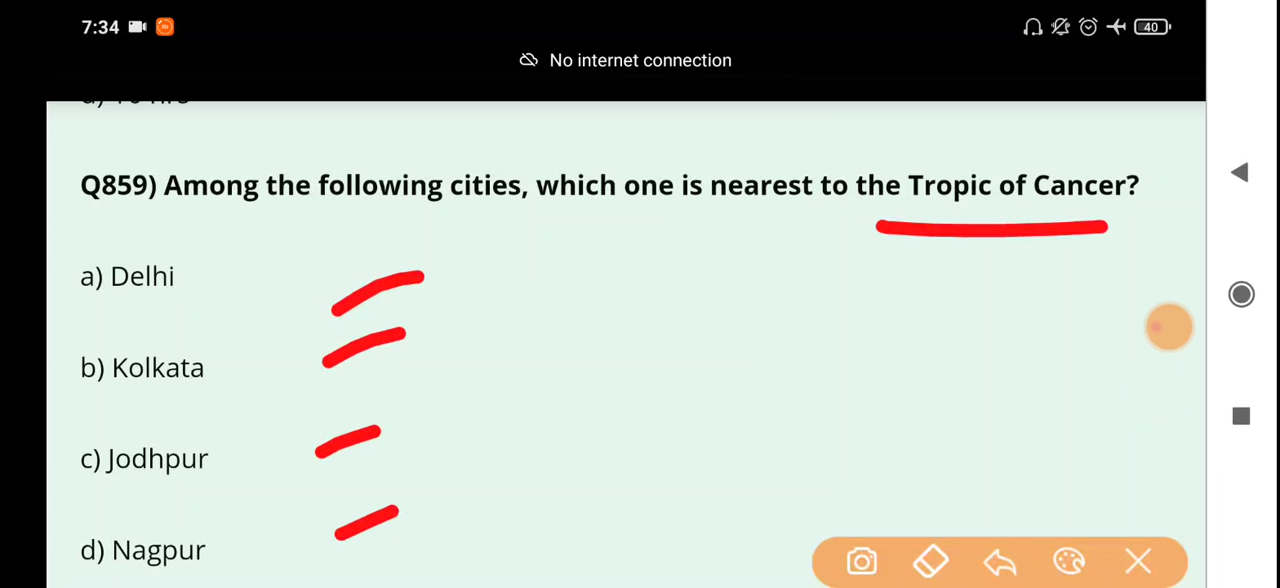 7:34
40
No internet connection
Q859) Among the following cities, which one is nearest to the Tropic of Cancer?
a) Delhi
b) Kolkata
c) Jodhpur
d) Nagpur